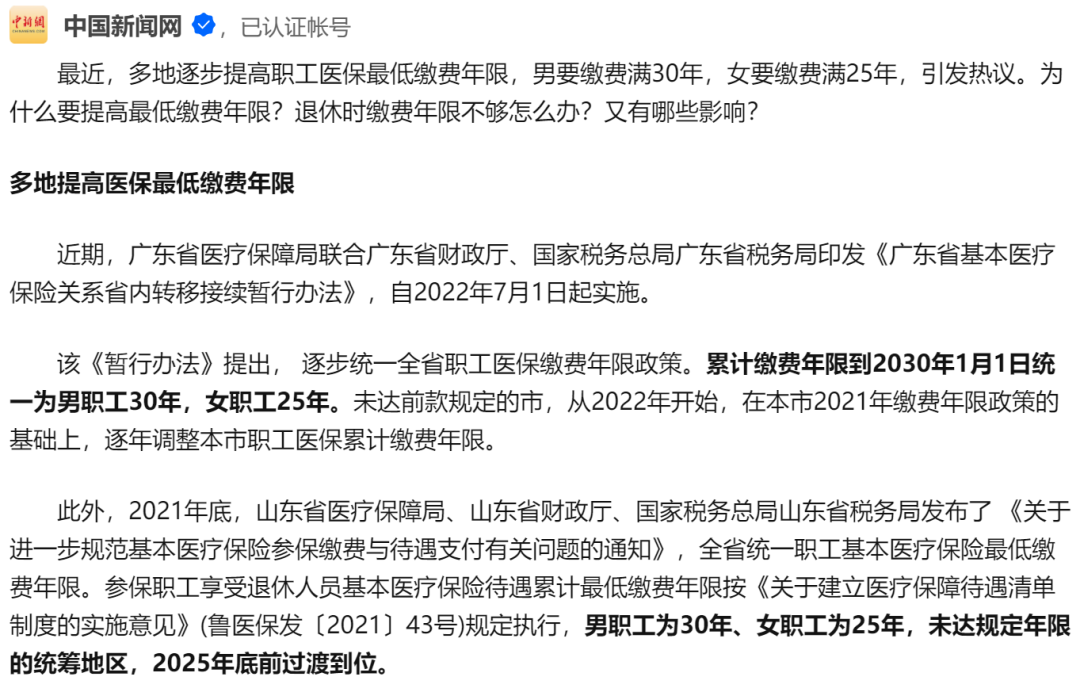 中新網
CHINANEWS.COM
中国新闻网 ，已认证帐号
最近，多地逐步提高职工医保最低缴费年限，男要缴费满30年，女要缴费满25年，引发热议。为
什么要提高最低缴费年限？退休时缴费年限不够怎么办？又有哪些影响？
多地提高医保最低缴费年限
近期，广东省医疗保障局联合广东省财政厅、国家税务总局广东省税务局印发《广东省基本医疗
保险关系省内转移接续暂行办法》，自2022年7月1日起实施。
该《暂行办法》提出， 逐步统一全省职工医保缴费年限政策。累计缴费年限到2030年1月1日统
一为男职工30年，女职工25年。未达前款规定的市，从2022年开始，在本市2021年缴费年限政策的
基础上，逐年调整本市职工医保累计缴费年限。
此外，2021年底，山东省医疗保障局、山东省财政厅、国家税务总局山东省税务局发布了 《关于
进一步规范基本医疗保险参保缴费与待遇支付有关问题的通知》，全省统一职工基本医疗保险最低缴
费年限。参保职工享受退休人员基本医疗保险待遇累计最低缴费年限按《关于建立医疗保障待遇清单
制度的实施意见》(鲁医保发〔2021〕43号)规定执行，男职工为30年、女职工为25年，未达规定年限
的统筹地区，2025年底前过渡到位。